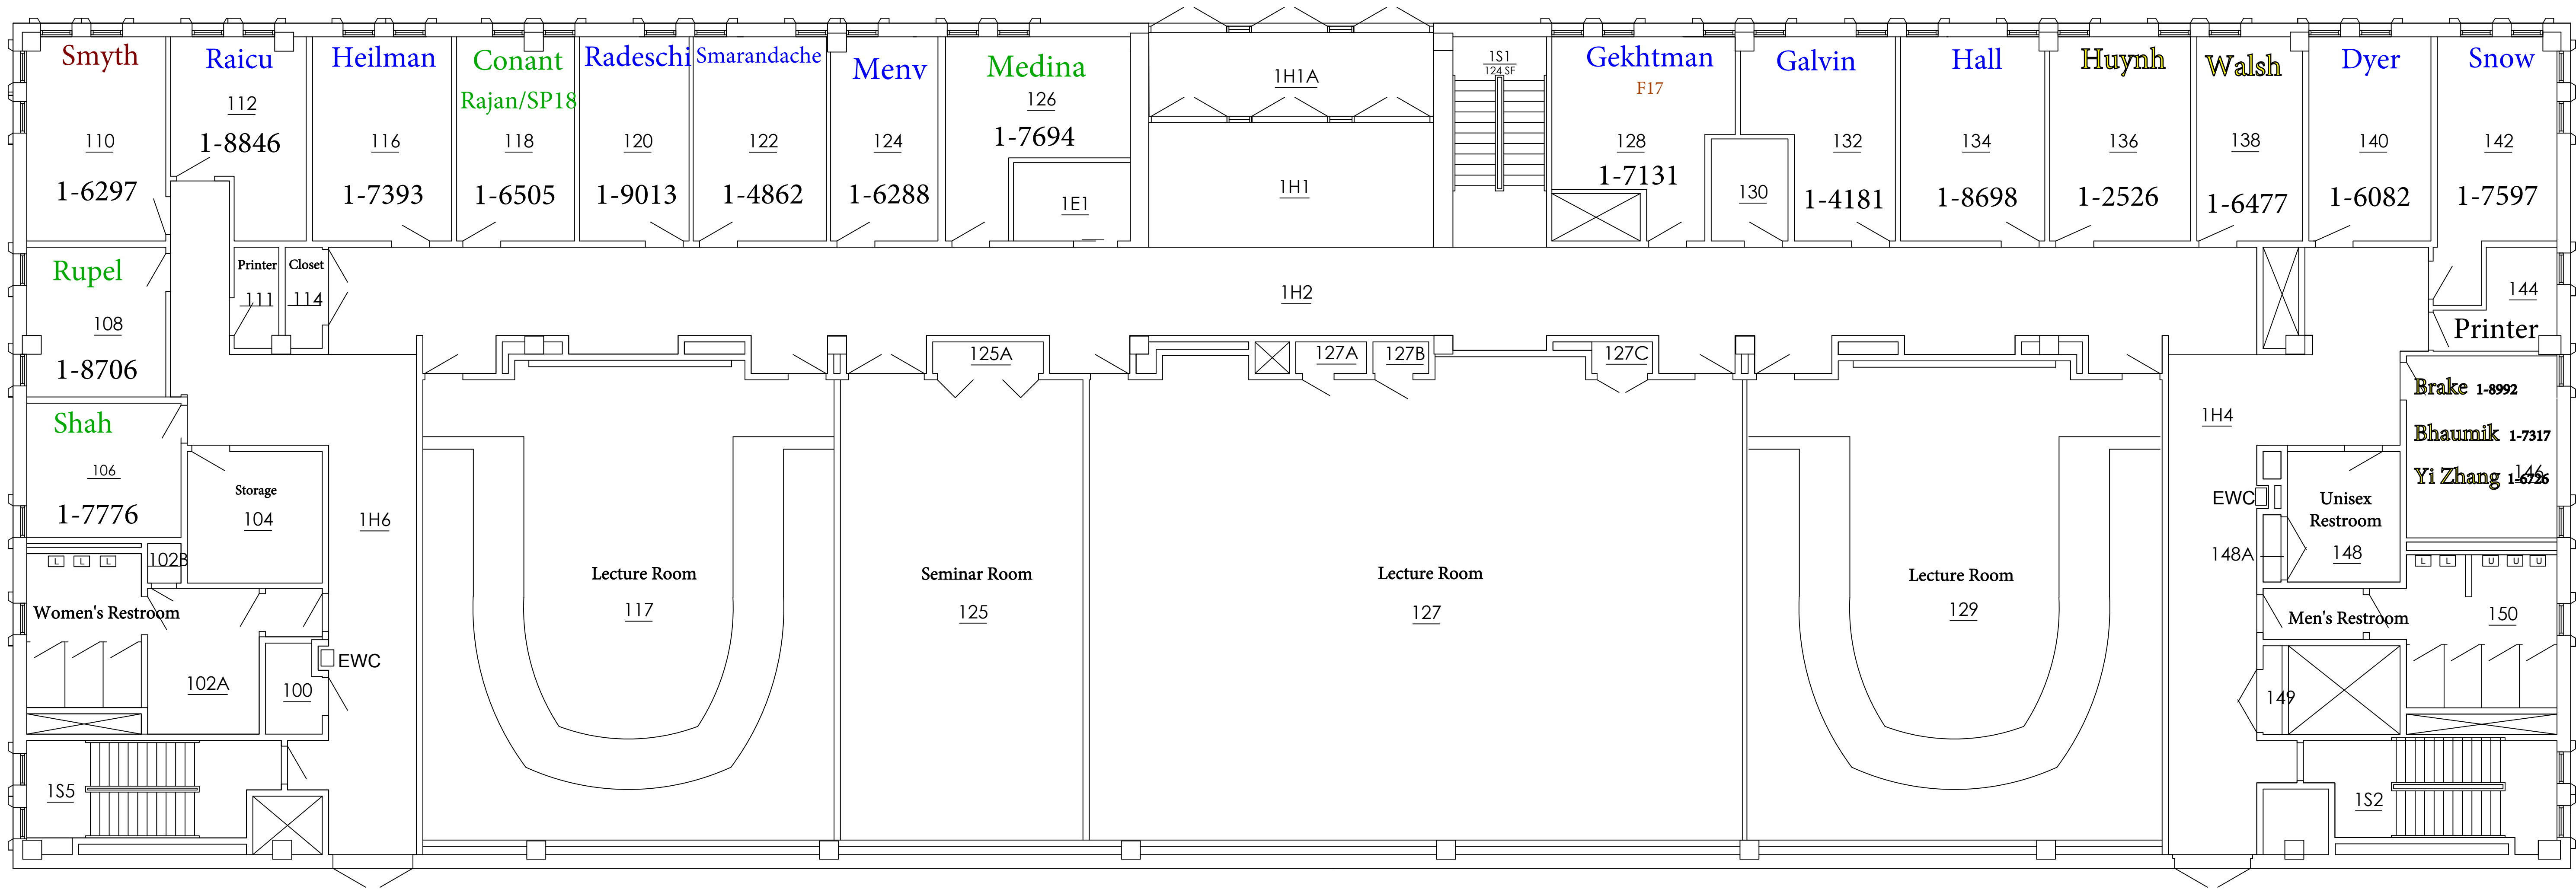 Smyth
110
1-6297
Raicu
112
1-8846
Heilman
116
1-7393
Conant
Rajan/SP18
118
1-6505
Radeschi
120
1-9013
Smarandache
122
1-4862
Menv
124
1-6288
Medina
126
1-7694
1E1
1H1A
1H1
1S1
124 SF
Gekhtman
F17
128
1-7131
130
Galvin
132
1-4181
Hall
134
1-8698
Huynh
136
1-2526
Walsh
138
1-6477
Dyer
140
1-6082
Snow
142
1-7597
Rupel
108
1-8706
Printer
111
Closet
114
1H2
144
Printer
125A
127A
127B
127C
Shah
106
1-7776
Storage
104
1H6
1H4
Brake 1-8992
Bhaumik 1-7317
Yi Zhang 1-6726
146
EWC
Unisex
Restroom
148
148A
102B
L L L
Women's Restroom
102A
100
EWC
Lecture Room
117
Seminar Room
125
Lecture Room
127
Lecture Room
129
L L U U U
Men's Restroom
150
149
1S5
1S2